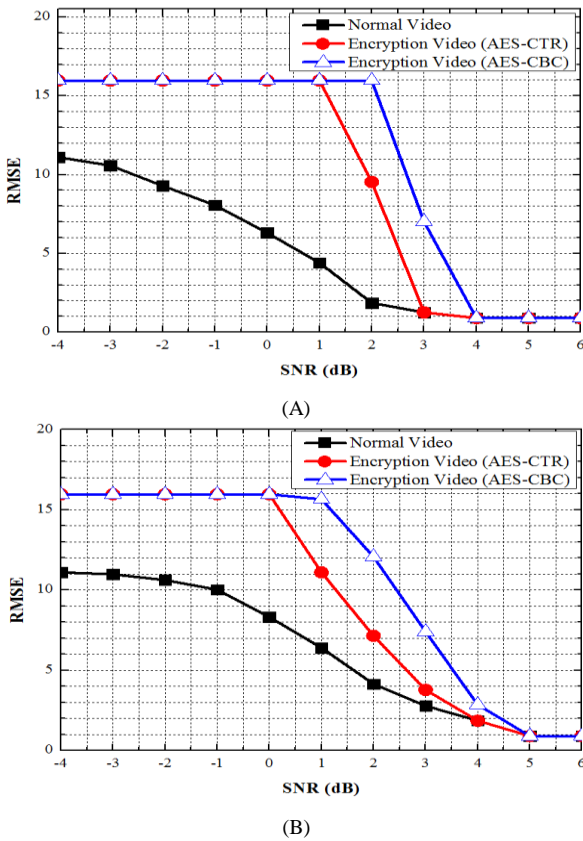 20
15
10
5
0
RMSE
Normal Video
Encryption Video (AES-CTR)
Encryption Video (AES-CBC)
-4 -3 -2 -1 0 1 2 3 4 5 6
SNR (dB)
(A)
20
15
10
5
0
RMSE
Normal Video
Encryption Video (AES-CTR)
Encryption Video (AES-CBC)
-4 -3 -2 -1 0 1 2 3 4 5 6
SNR (dB)
(B)